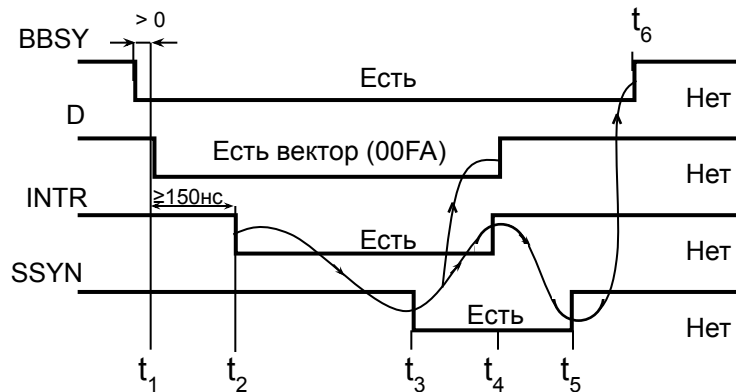 > 0
t6
BBSY
Есть
Нет
D
Есть вектор (00FA)
Нет
INTR
≥150нс
Есть
Нет
SSYN
Есть
Нет
t1 t2 t3 t4 t5